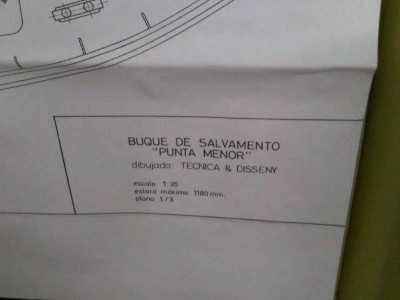 BUQUE DE SALVAMENTO
"PUNTA MENOR"
dibujado: TECNICA & DISSENY
escala 1:35
eslora máxima 1180 mm.
plano 1/3